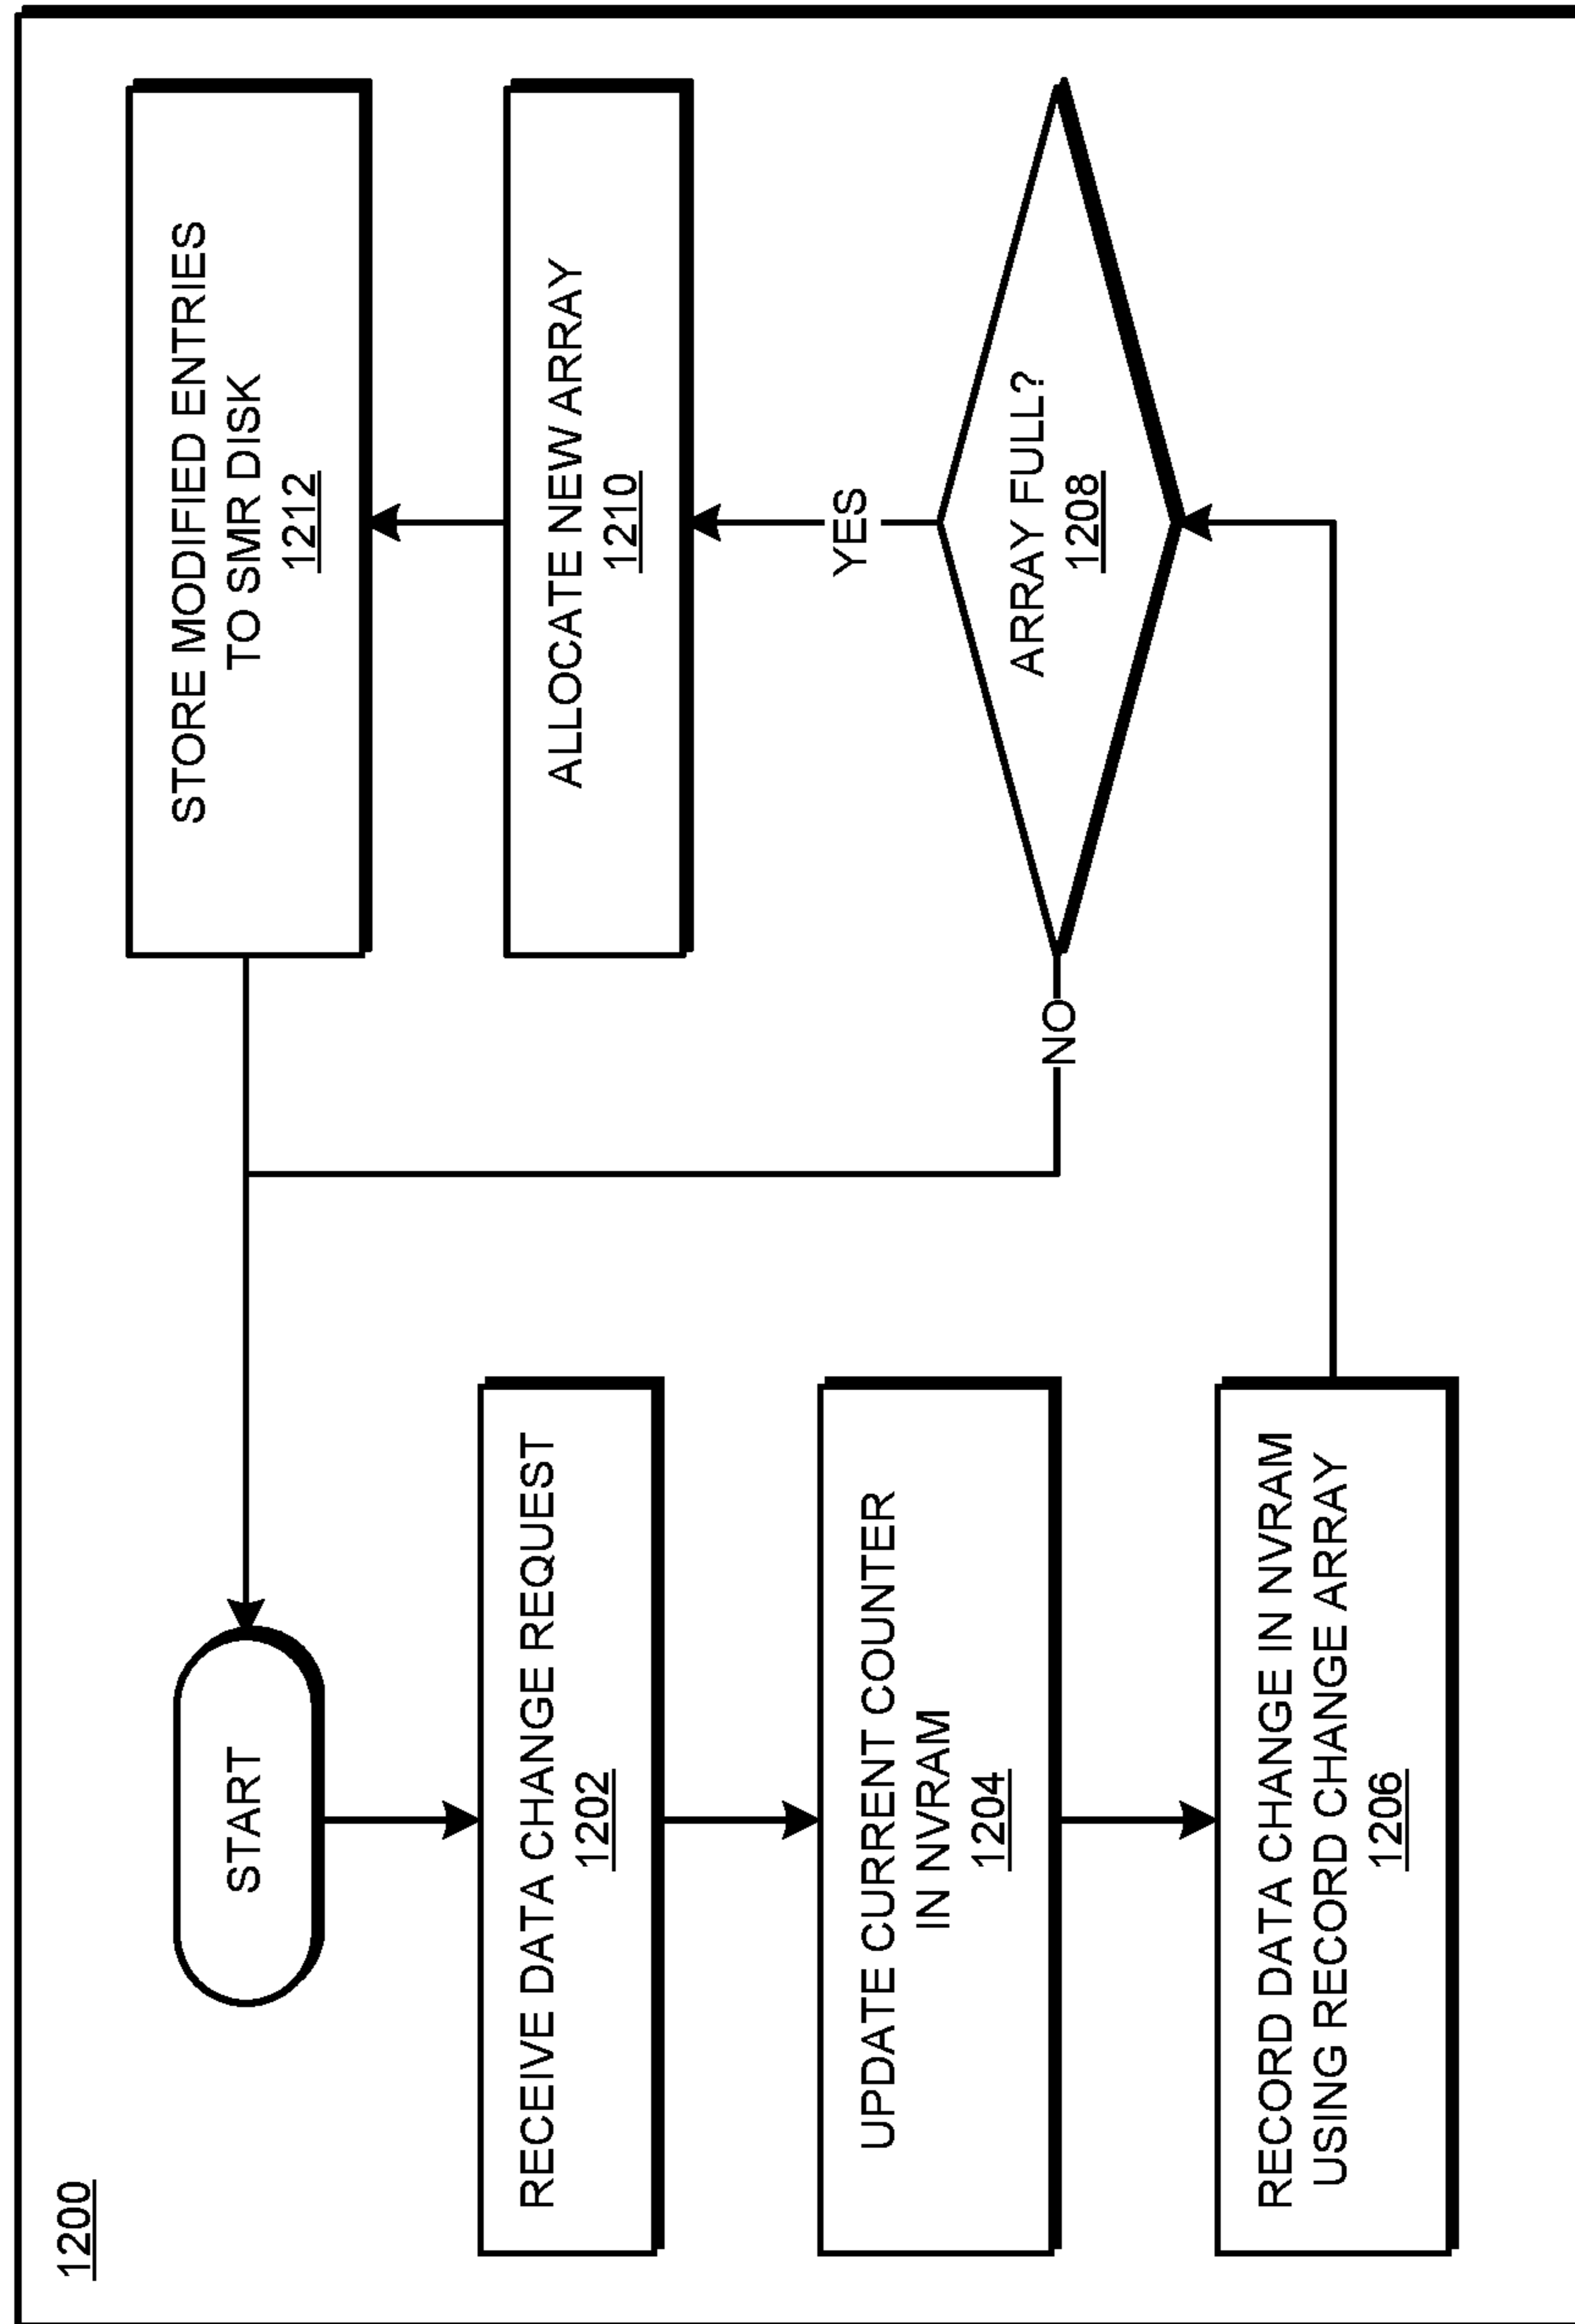 1200
START
RECEIVE DATA CHANGE REQUEST
1202
UPDATE CURRENT COUNTER
IN NVRAM
1204
RECORD DATA CHANGE IN NVRAM
USING RECORD CHANGE ARRAY
1206
ARRAY FULL?
1208
NO
YES
ALLOCATE NEW ARRAY
1210
STORE MODIFIED ENTRIES
TO SMR DISK
1212